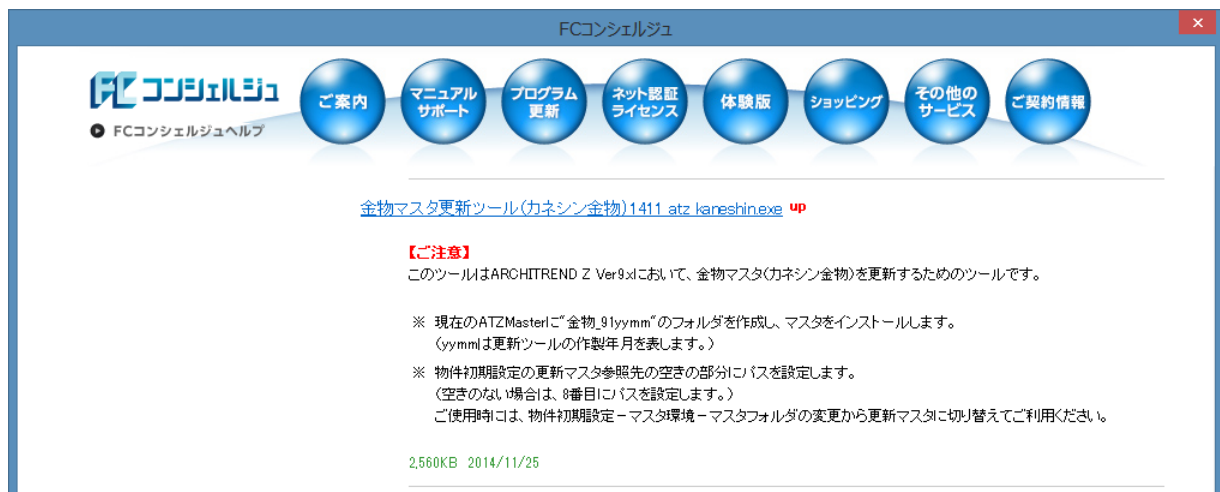 FCコンシェルジュ
FC コンシェルジュ
FCコンシェルジュヘルプ
ご案内
マニュアル
サポート
プログラム
更新
ネット認証
ライセンス
体験版
ショッピング
その他の
サービス
ご契約情報
金物マスタ更新ツール(カネシン金物)1411 atz kaneshin.exe up
【ご注意】
このツールはARCHITREND Z Ver9.xにおいて、金物マスタ(カネシン金物)を更新するためのツールです。
※ 現在のATZMasterに"金物_91yymm"のフォルダを作成し、マスタをインストールします。
(yymmは更新ツールの作製年月を表します。)
※ 物件初期設定の更新マスタ参照先の空きの部分にパスを設定します。
(空きのない場合は、8番目にパスを設定します。)
ご使用時には、物件初期設定-マスタ環境-マスタフォルダの変更から更新マスタに切り替えてご利用ください。
2,560KB 2014/11/25